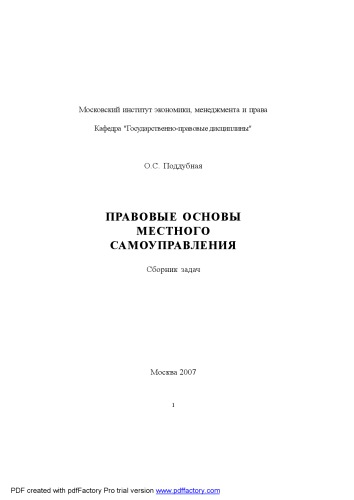 Московский институт экономики, менеджмента и права
Кафедра "Государственно-правовые дисциплины"
О.С. Поддубная
ПРАВОВЫЕ ОСНОВЫ
МЕСТНОГО
САМОУПРАВЛЕНИЯ
Сборник задач
Москва 2007
1
PDF created with pdfFactory Pro trial version www.pdffactory.com